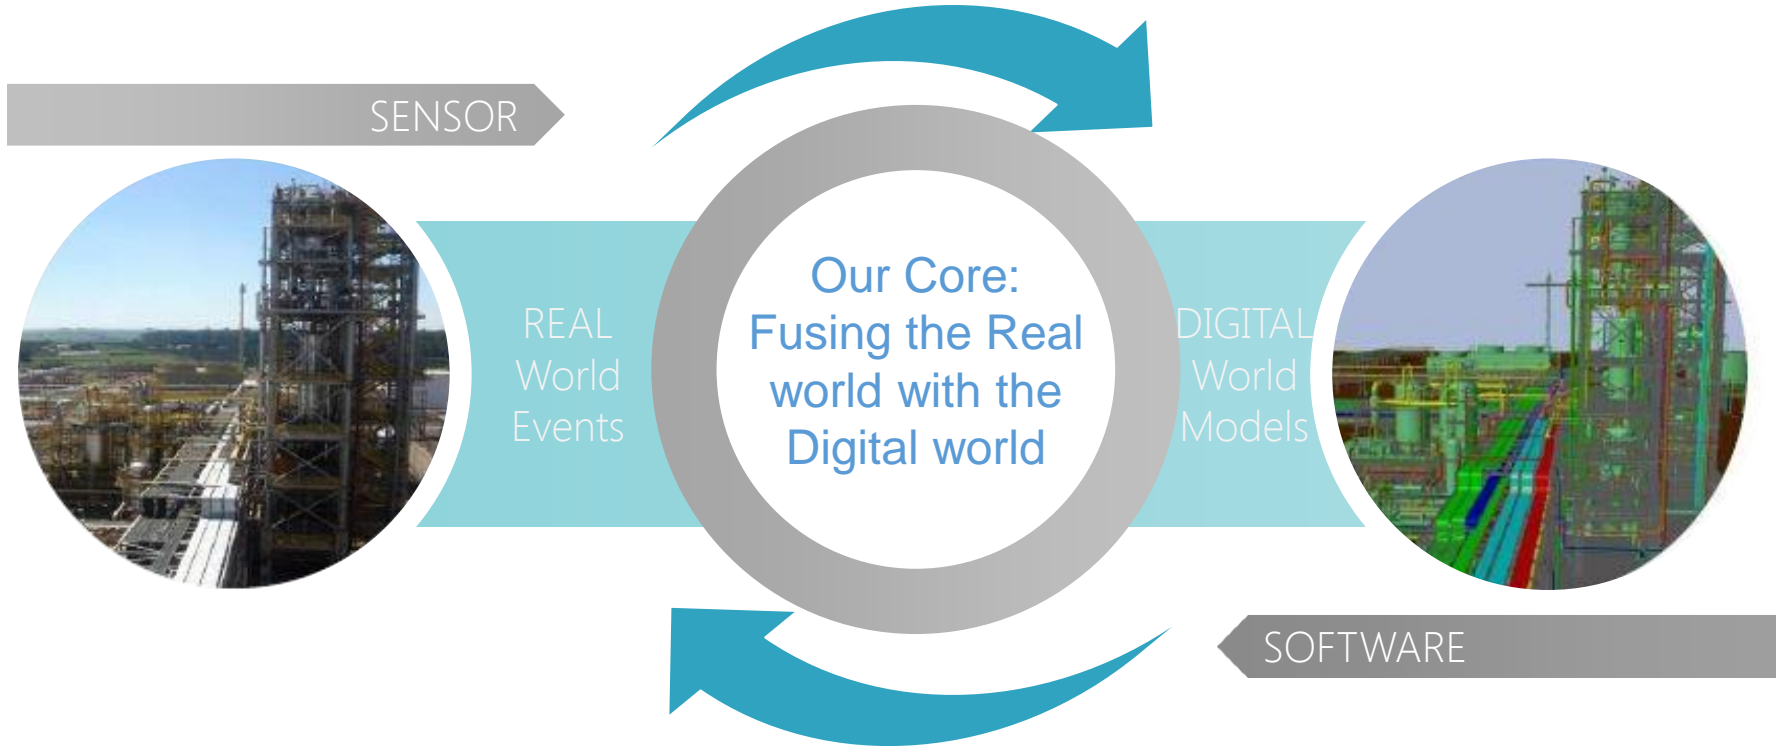 SENSOR
REAL
World
Events
Our Core:
Fusing the Real
world with the
Digital world
DIGITAL
World
Models
SOFTWARE